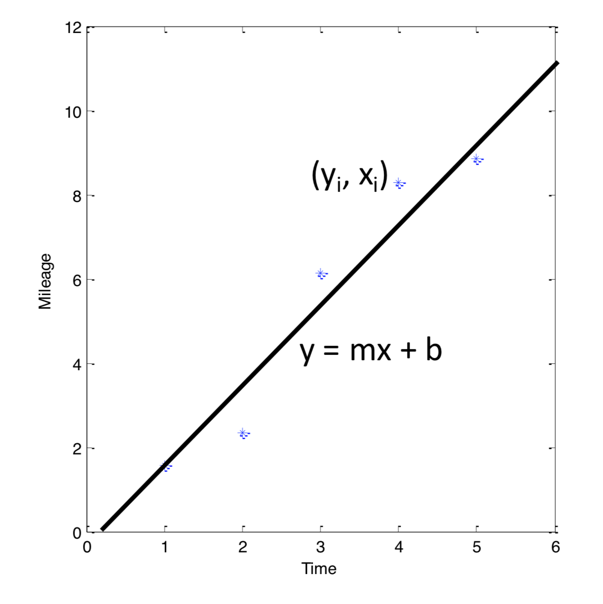 12
10
(yᵢ, xᵢ)
8
Mileage
6
y = mx + b
4
2
0
0 1 2 3 4 5 6
Time